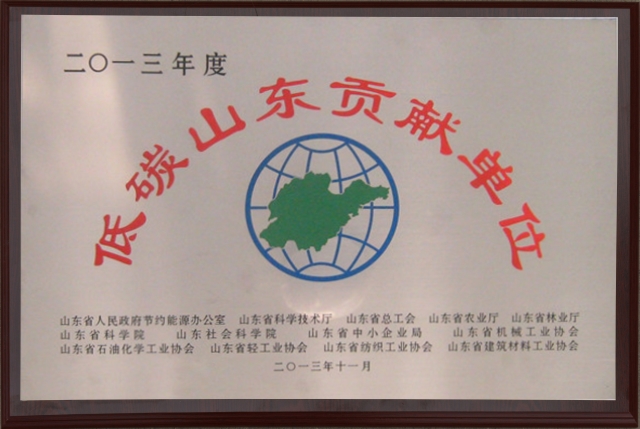 二〇一三年度
低碳山东贡献单位
山东省人民政府节约能源办公室 山东省科学技术厅 山东省总工会 山东省农业厅 山东省林业厅
山东省科学院 山东社会科学院 山东省中小企业局 山东省机械工业协会
山东省石油化学工业协会 山东省轻工业协会 山东省纺织工业协会 山东省建筑材料工业协会
二〇一三年十一月